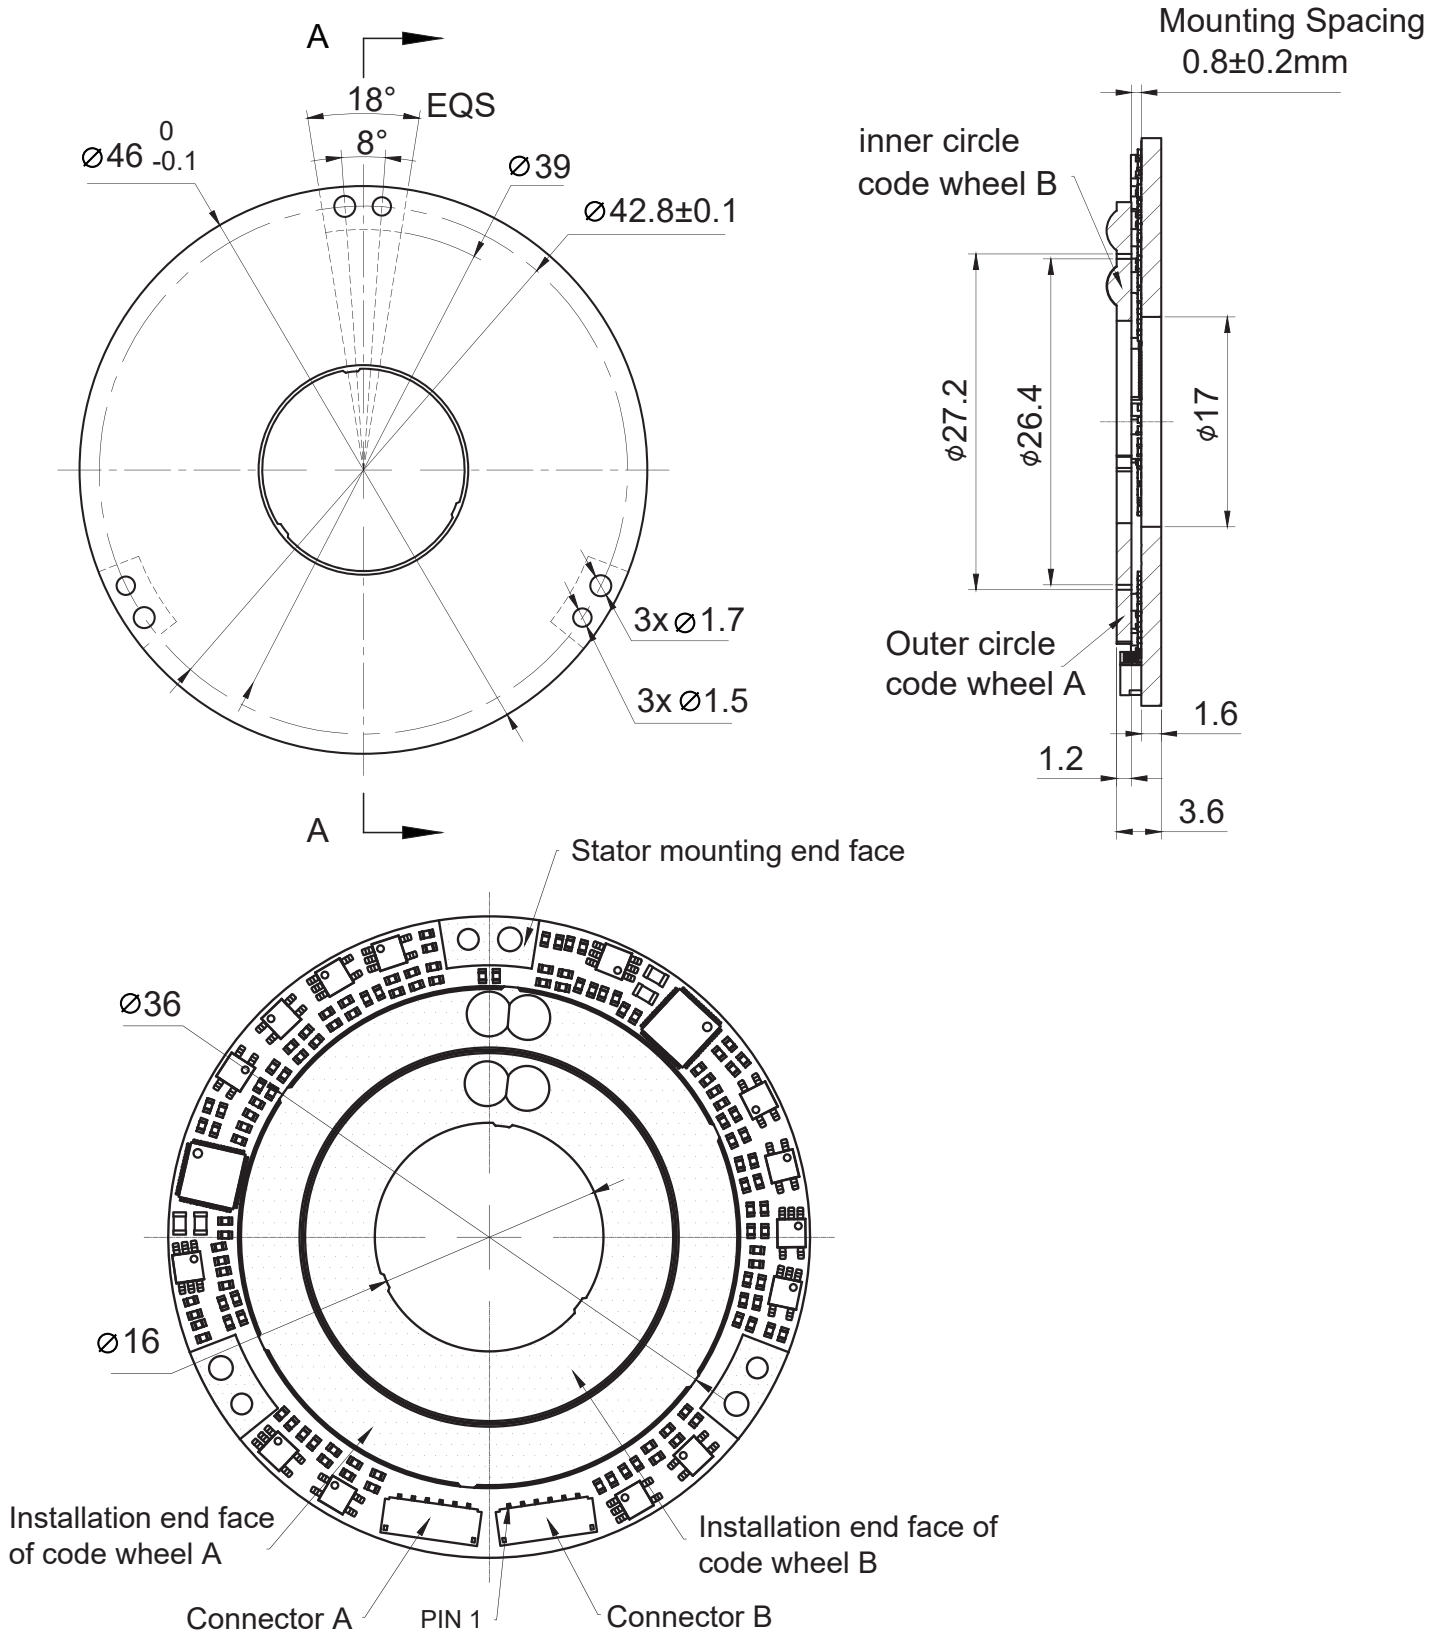 Mounting Spacing
0.8±0.2mm
A
18°
EQS
8°
⌀46 0 -0.1
⌀39
⌀42.8±0.1
inner circle
code wheel B
ϕ27.2
ϕ26.4
ϕ17
3x ⌀1.7
3x ⌀1.5
Outer circle
code wheel A
1.6
1.2
3.6
A
Stator mounting end face
⌀36
⌀16
Installation end face
of code wheel A
Installation end face of
code wheel B
Connector A
PIN 1
Connector B